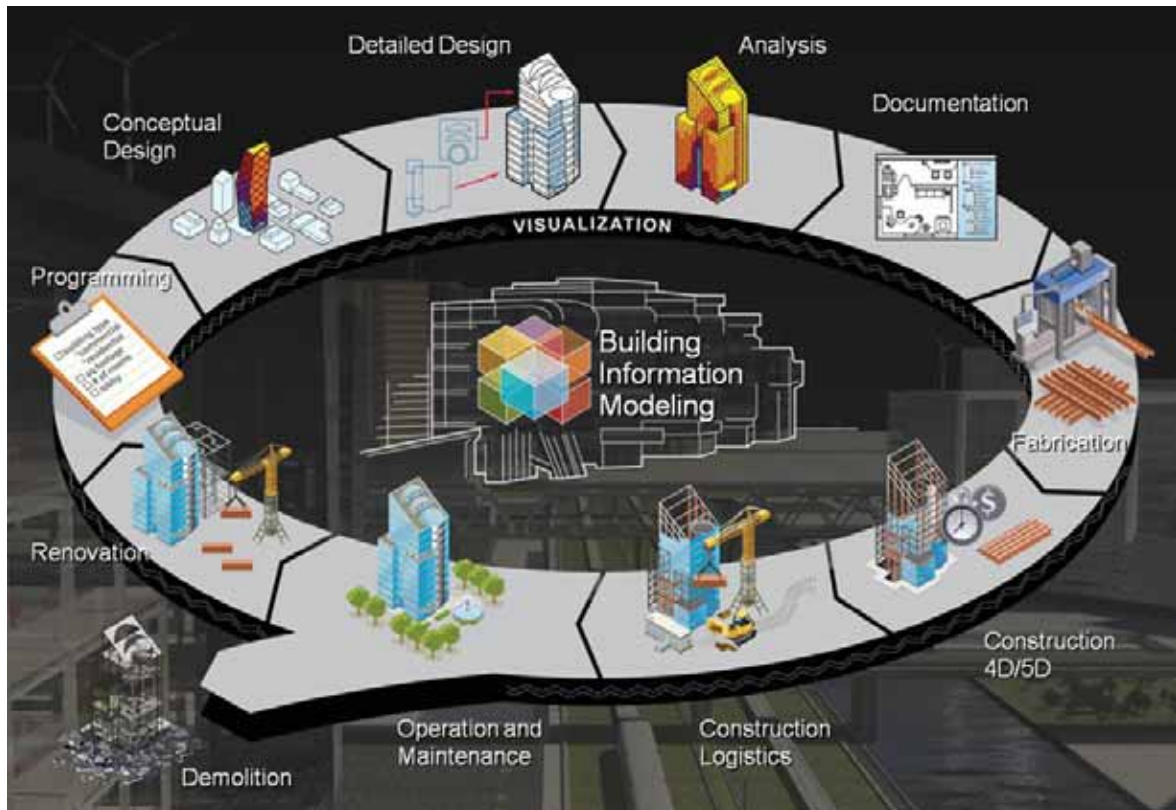 Detailed Design
Analysis
Documentation
Conceptual
Design
VISUALIZATION
Programming
Building
Information
Modeling
Fabrication
Renovation
Construction
4D/5D
Operation and
Maintenance
Construction
Logistics
Demolition
$